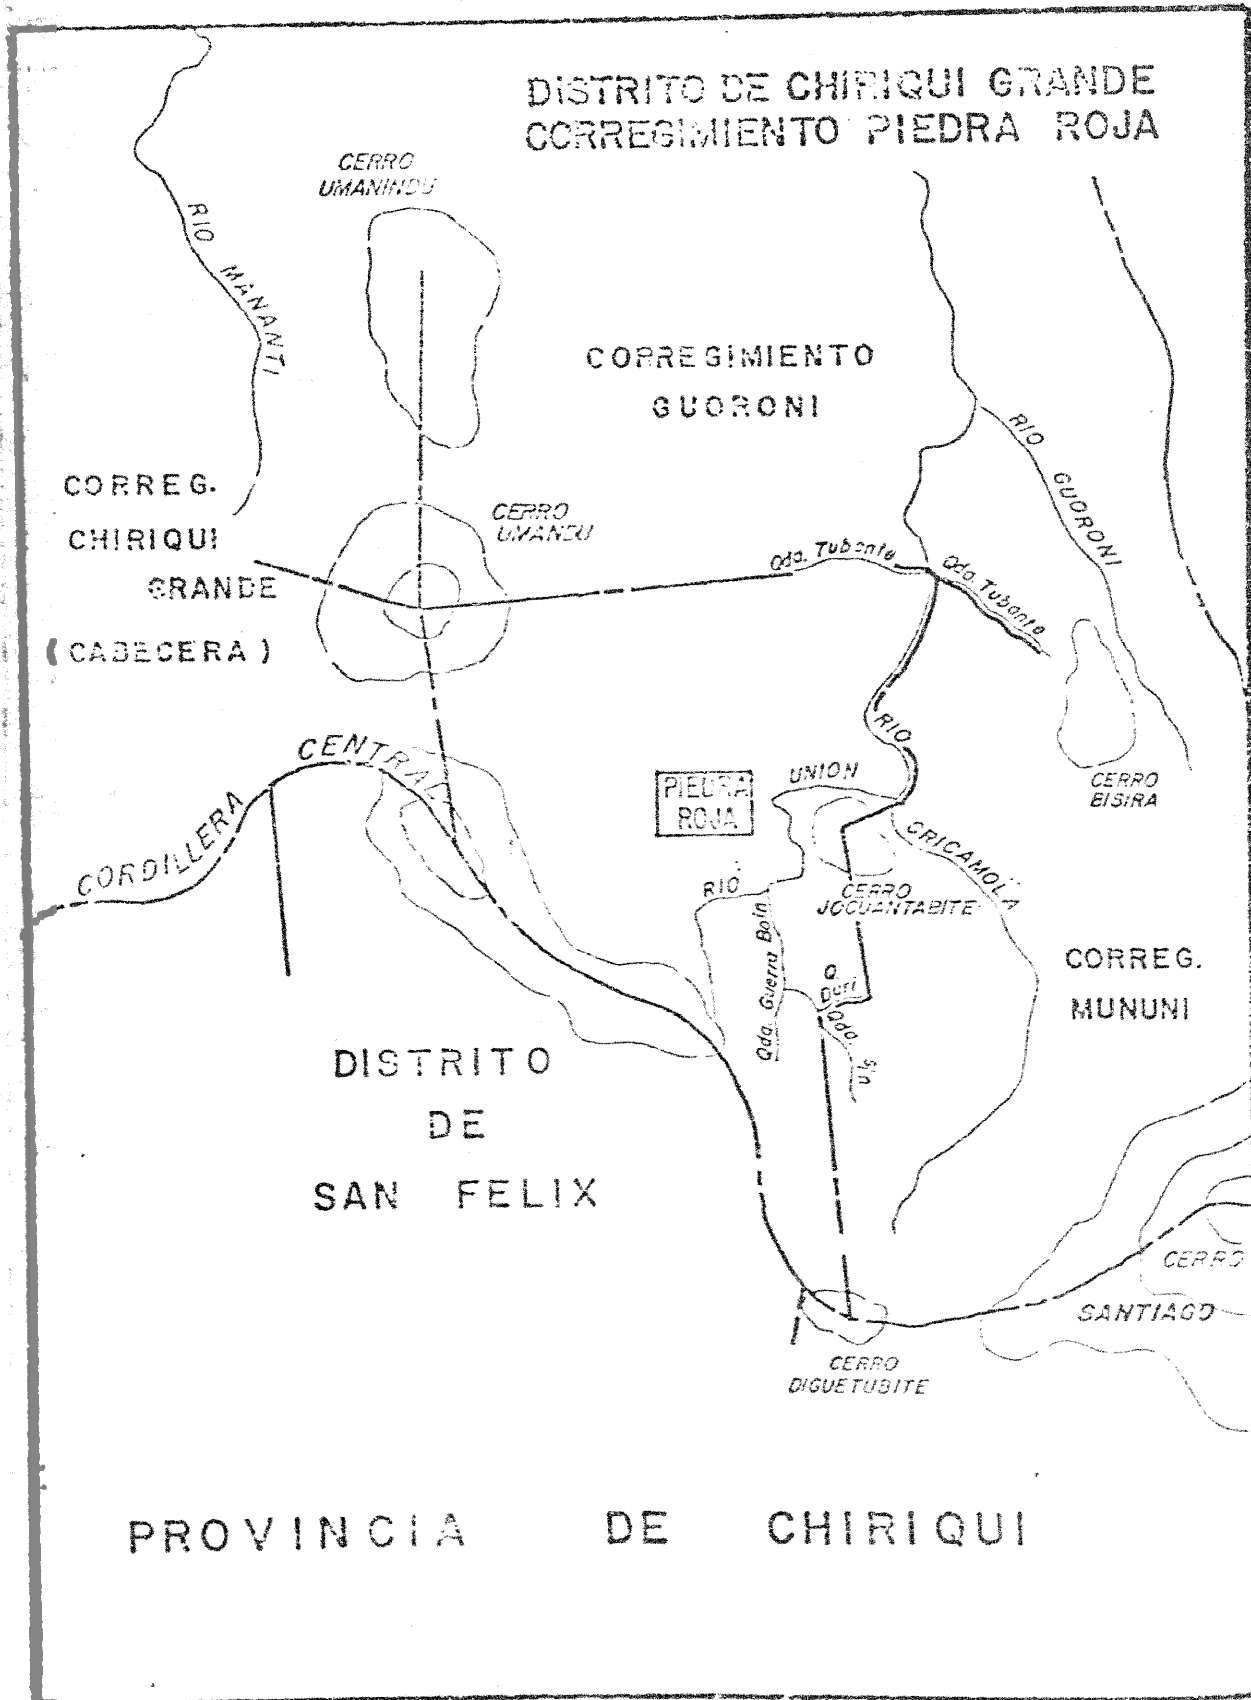 DISTRITO DE CHIRIQUI GRANDE
CORREGIMIENTO PIEDRA ROJA
CERRO
UMANINDU
RIO MANANTI
CORREGIMIENTO
GUORONI
RIO GUORONI
CORREG.
CHIRIQUI
GRANDE
(CABECERA)
CERRO
UMANDU
Qda. Tubante
Qda. Tubante
CORDILLERA CENTRAL
RIO CRICAMOLA
PIEDRA
ROJA
RIO UNION
CERRO
BISIRA
CERRO
JOCUANTABITE
Qda. Guerra Boin
Q.
Duri
Qda. S/n.
CORREG.
MUNUNI
DISTRITO
DE
SAN FELIX
CERRO
SANTIAGO
CERRO
DIGUETUBITE
PROVINCIA DE CHIRIQUI